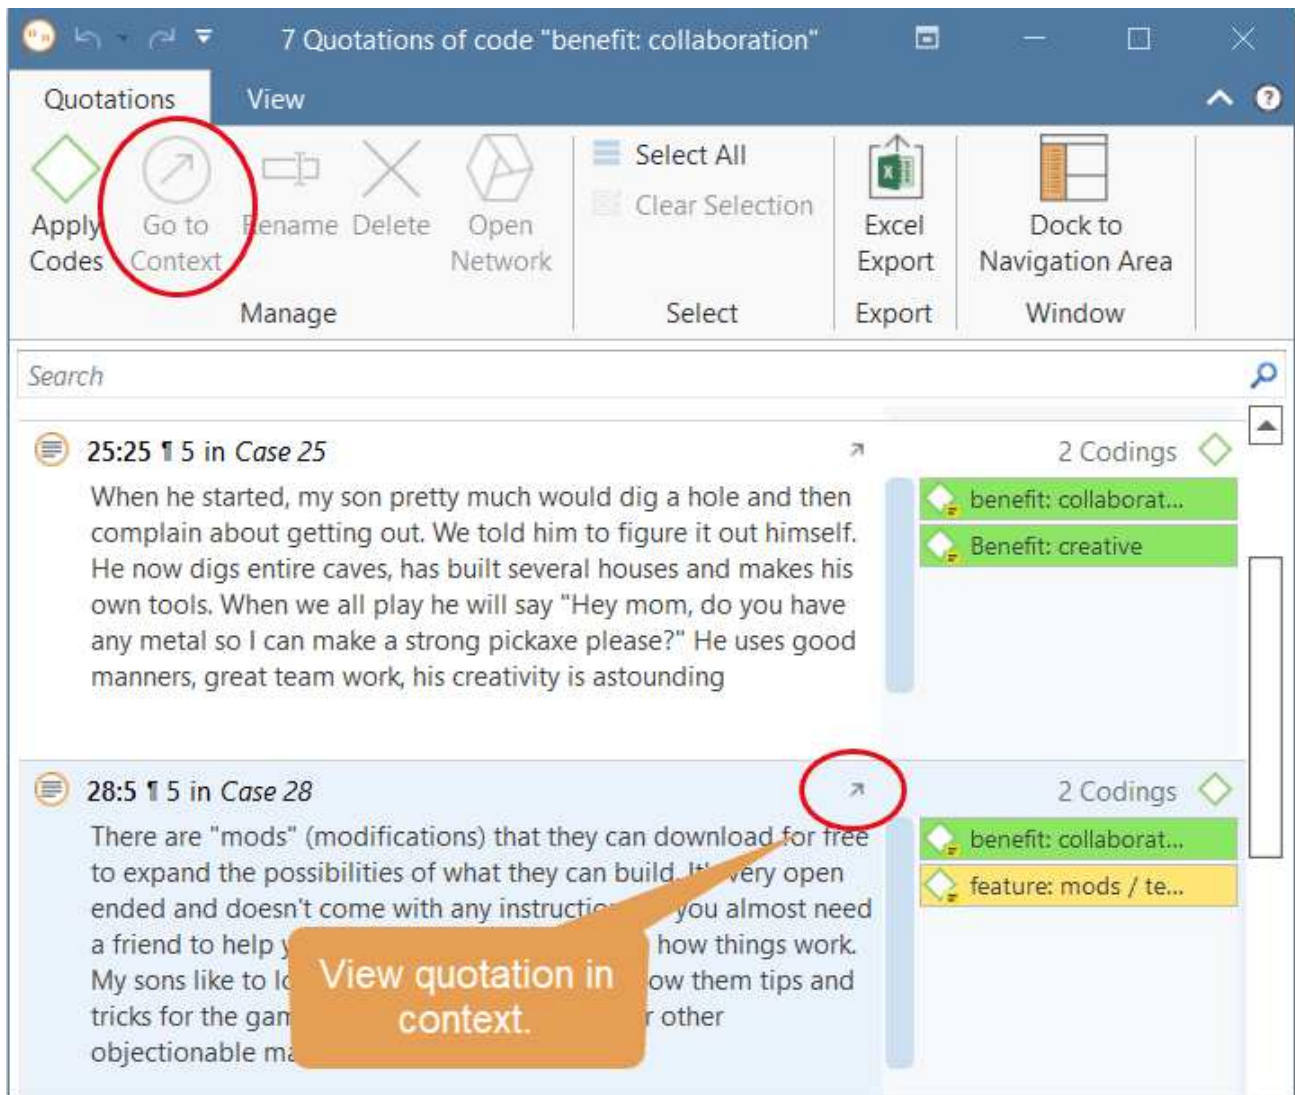 7 Quotations of code "benefit: collaboration"
Quotations View
Apply Codes
Go to Context
Rename
Delete
Open Network
Manage
Select All
Clear Selection
Select
Excel Export
Export
Dock to Navigation Area
Window
Search
25:25 ¶ 5 in Case 25
2 Codings
When he started, my son pretty much would dig a hole and then
complain about getting out. We told him to figure it out himself.
He now digs entire caves, has built several houses and makes his
own tools. When we all play he will say "Hey mom, do you have
any metal so I can make a strong pickaxe please?" He uses good
manners, great team work, his creativity is astounding
benefit: collaborat...
Benefit: creative
28:5 ¶ 5 in Case 28
2 Codings
There are "mods" (modifications) that they can download for free
to expand the possibilities of what they can build. It's very open
ended and doesn't come with any you almost need
a friend to help how things work.
My sons like to them tips and
tricks for the other
objectionable
benefit: collaborat...
feature: mods / te...
View quotation in
context.